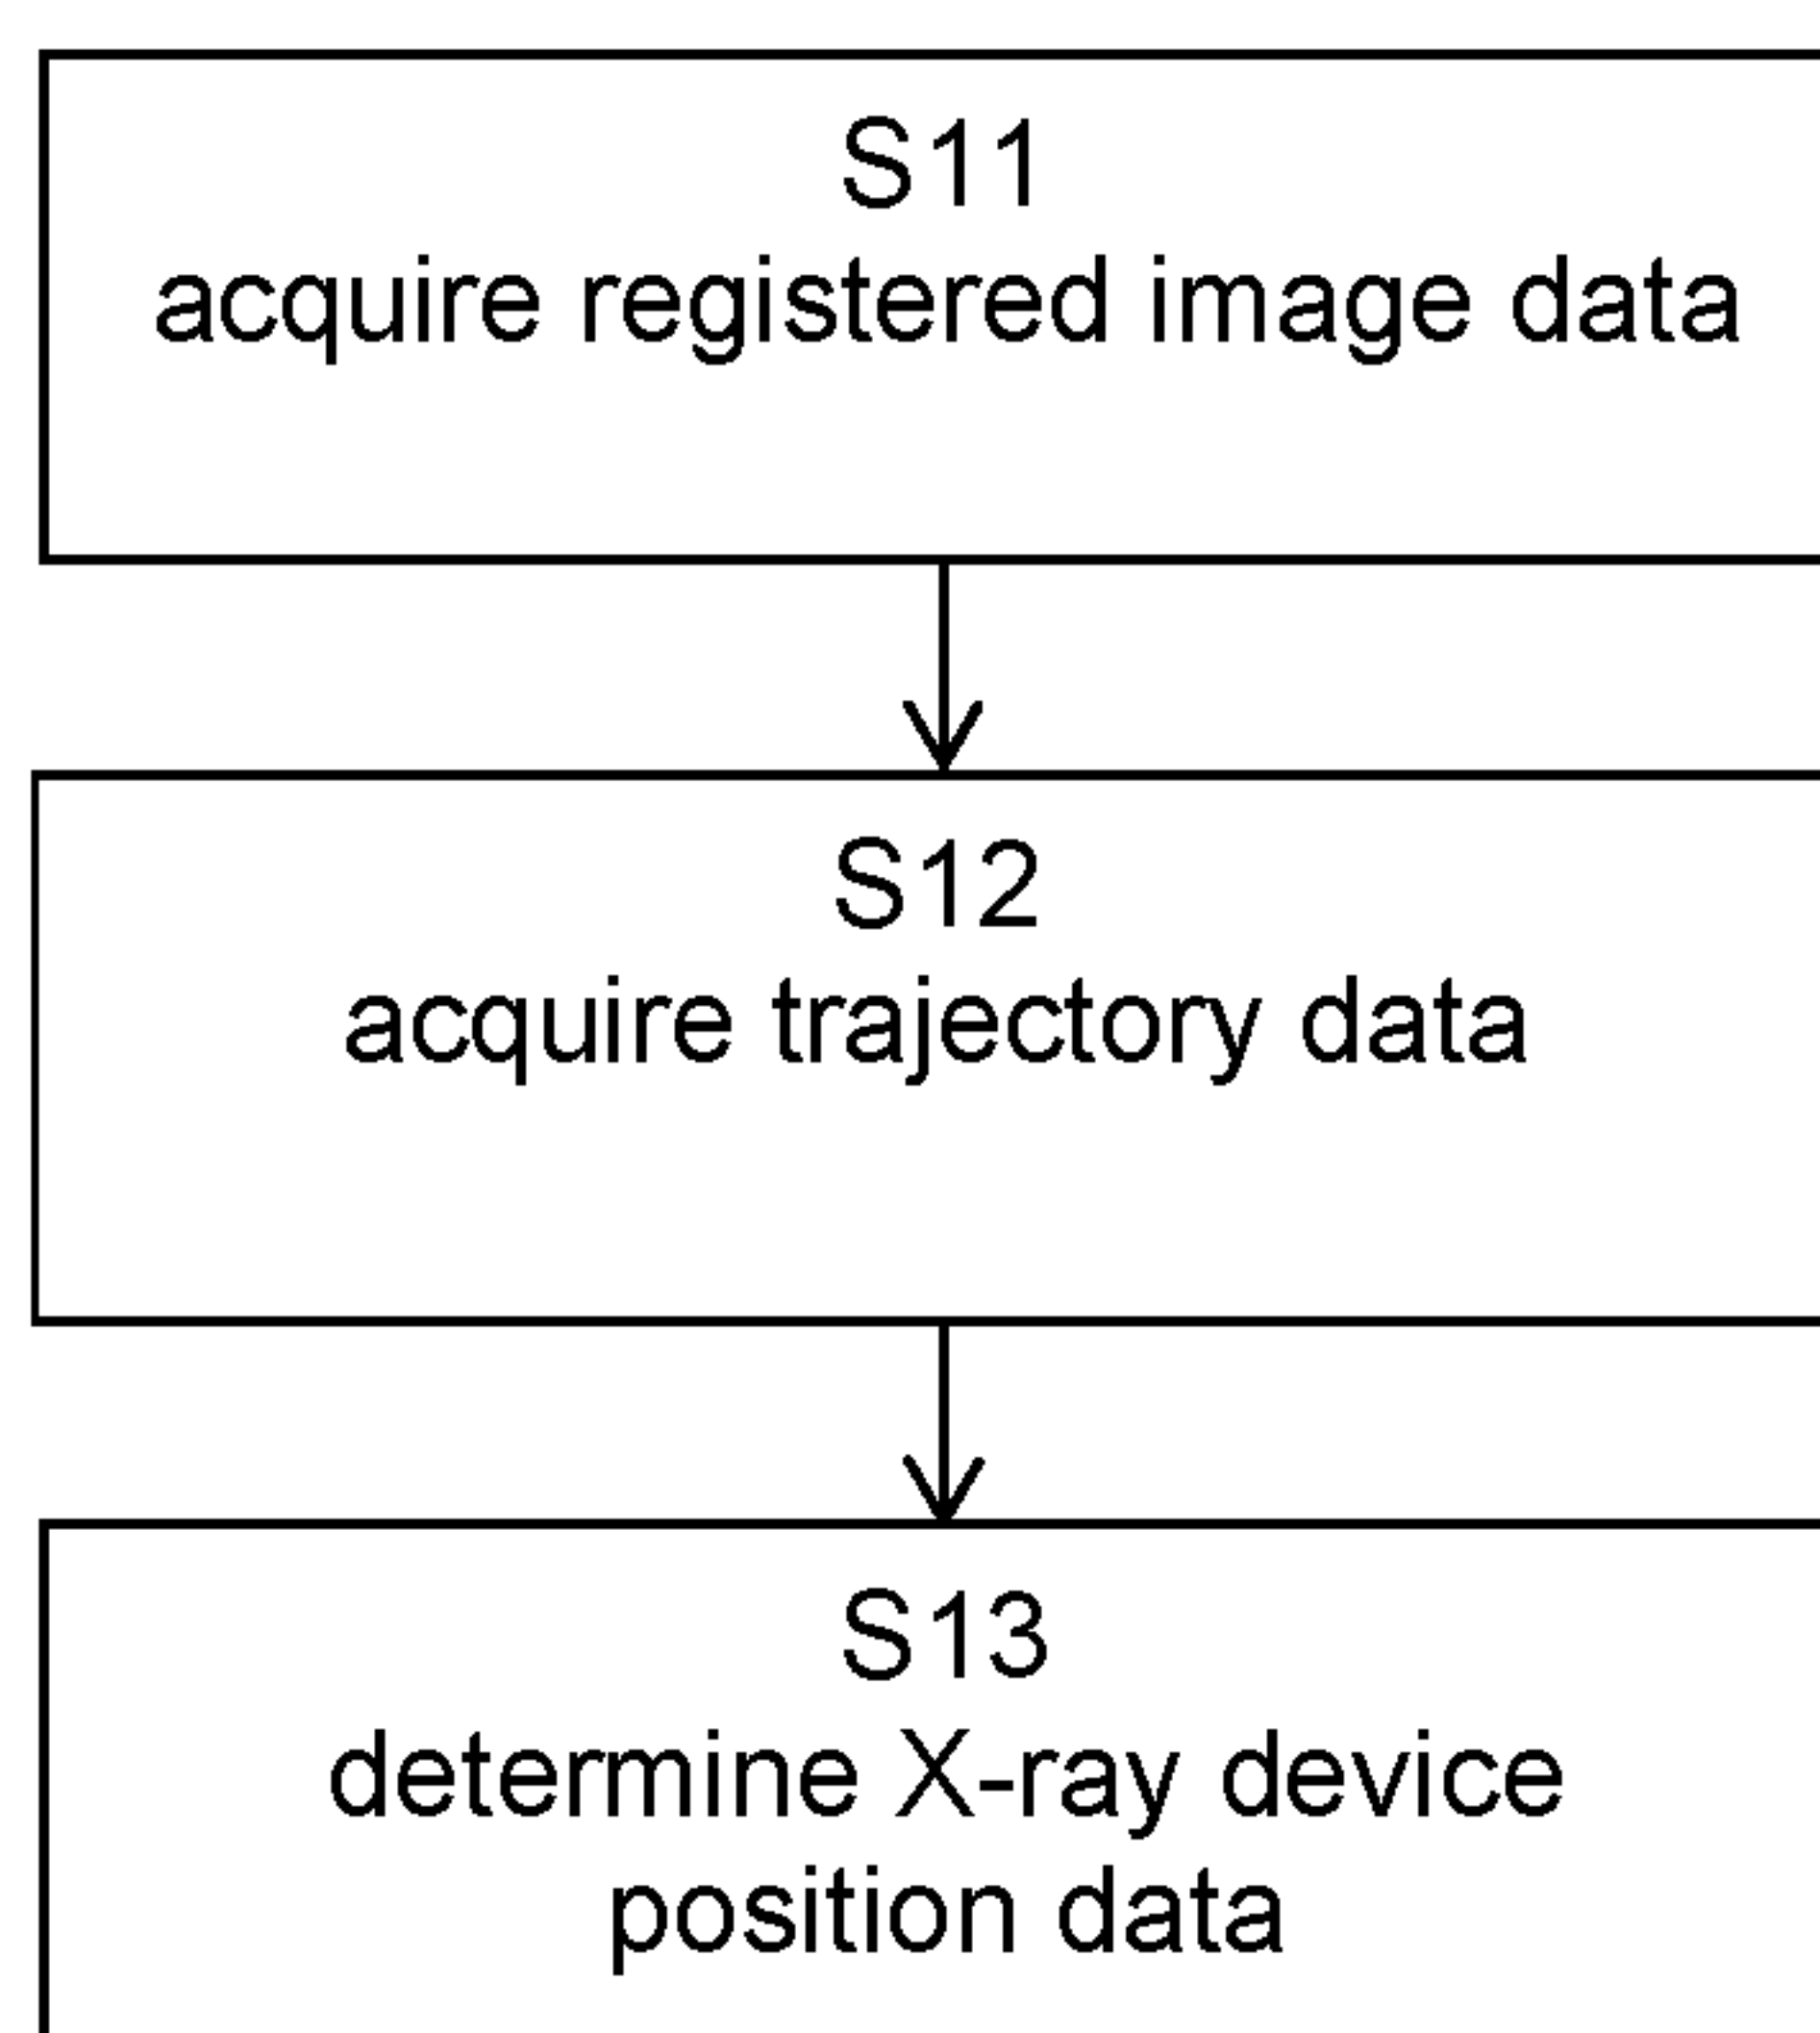 S11
acquire registered image data
S12
acquire trajectory data
S13
determine X-ray device
position data